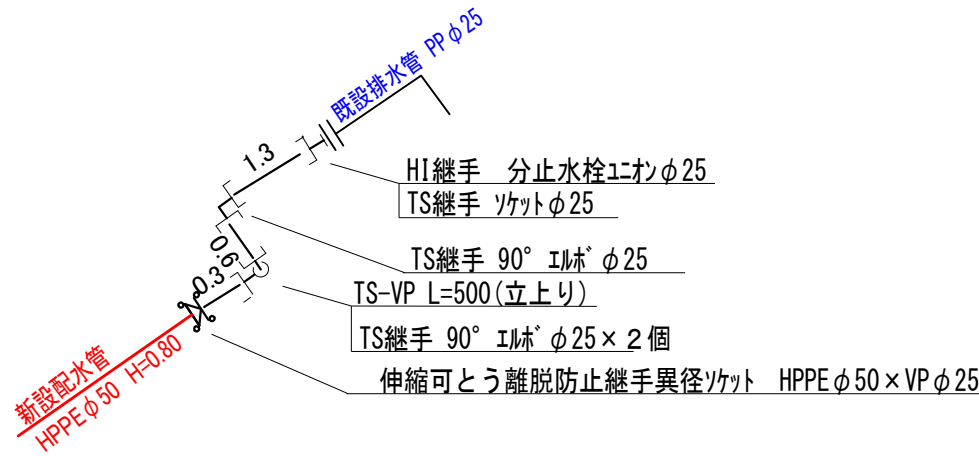 既設排水管 PPφ25
1.3
HI継手 分止水栓ﾕﾆｵﾝφ25
TS継手 ｿｹｯﾄφ25
0.6
TS継手 90° ｴﾙﾎﾞφ25
0.3
TS-VP L=500(立上り)
TS継手 90° ｴﾙﾎﾞφ25×２個
伸縮可とう離脱防止継手異径ｿｹｯﾄ HPPEφ50×VPφ25
新設配水管
HPPEφ50 H=0.80